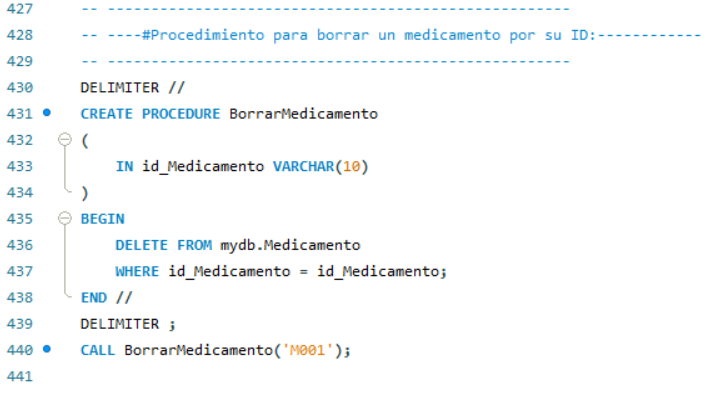 427 -- -----------------------------------------------------
428 -- ----#Procedimiento para borrar un medicamento por su ID:------------
429 -- -----------------------------------------------------
430 DELIMITER //
431 CREATE PROCEDURE BorrarMedicamento
432 (
433 IN id_Medicamento VARCHAR(10)
434 )
435 BEGIN
436 DELETE FROM mydb.Medicamento
437 WHERE id_Medicamento = id_Medicamento;
438 END //
439 DELIMITER ;
440 CALL BorrarMedicamento('M001');
441